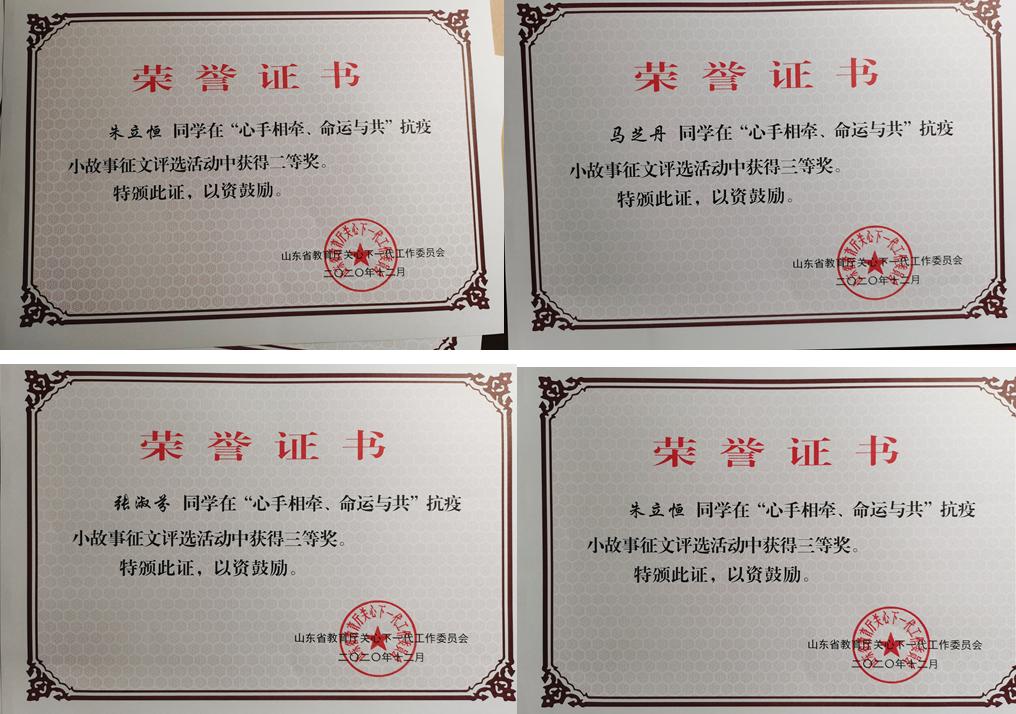 荣誉证书
朱立恒 同学在“心手相牵、命运与共”抗疫
小故事征文评选活动中获得二等奖。
特颁此证，以资鼓励。
山东省教育厅关心下一代工作委员会
二〇二〇年十二月
荣誉证书
马芝丹 同学在“心手相牵、命运与共”抗疫
小故事征文评选活动中获得三等奖。
特颁此证，以资鼓励。
山东省教育厅关心下一代工作委员会
二〇二〇年十二月
荣誉证书
张淑芬 同学在“心手相牵、命运与共”抗疫
小故事征文评选活动中获得三等奖。
特颁此证，以资鼓励。
山东省教育厅关心下一代工作委员会
二〇二〇年十二月
荣誉证书
朱立恒 同学在“心手相牵、命运与共”抗疫
小故事征文评选活动中获得三等奖。
特颁此证，以资鼓励。
山东省教育厅关心下一代工作委员会
二〇二〇年十二月